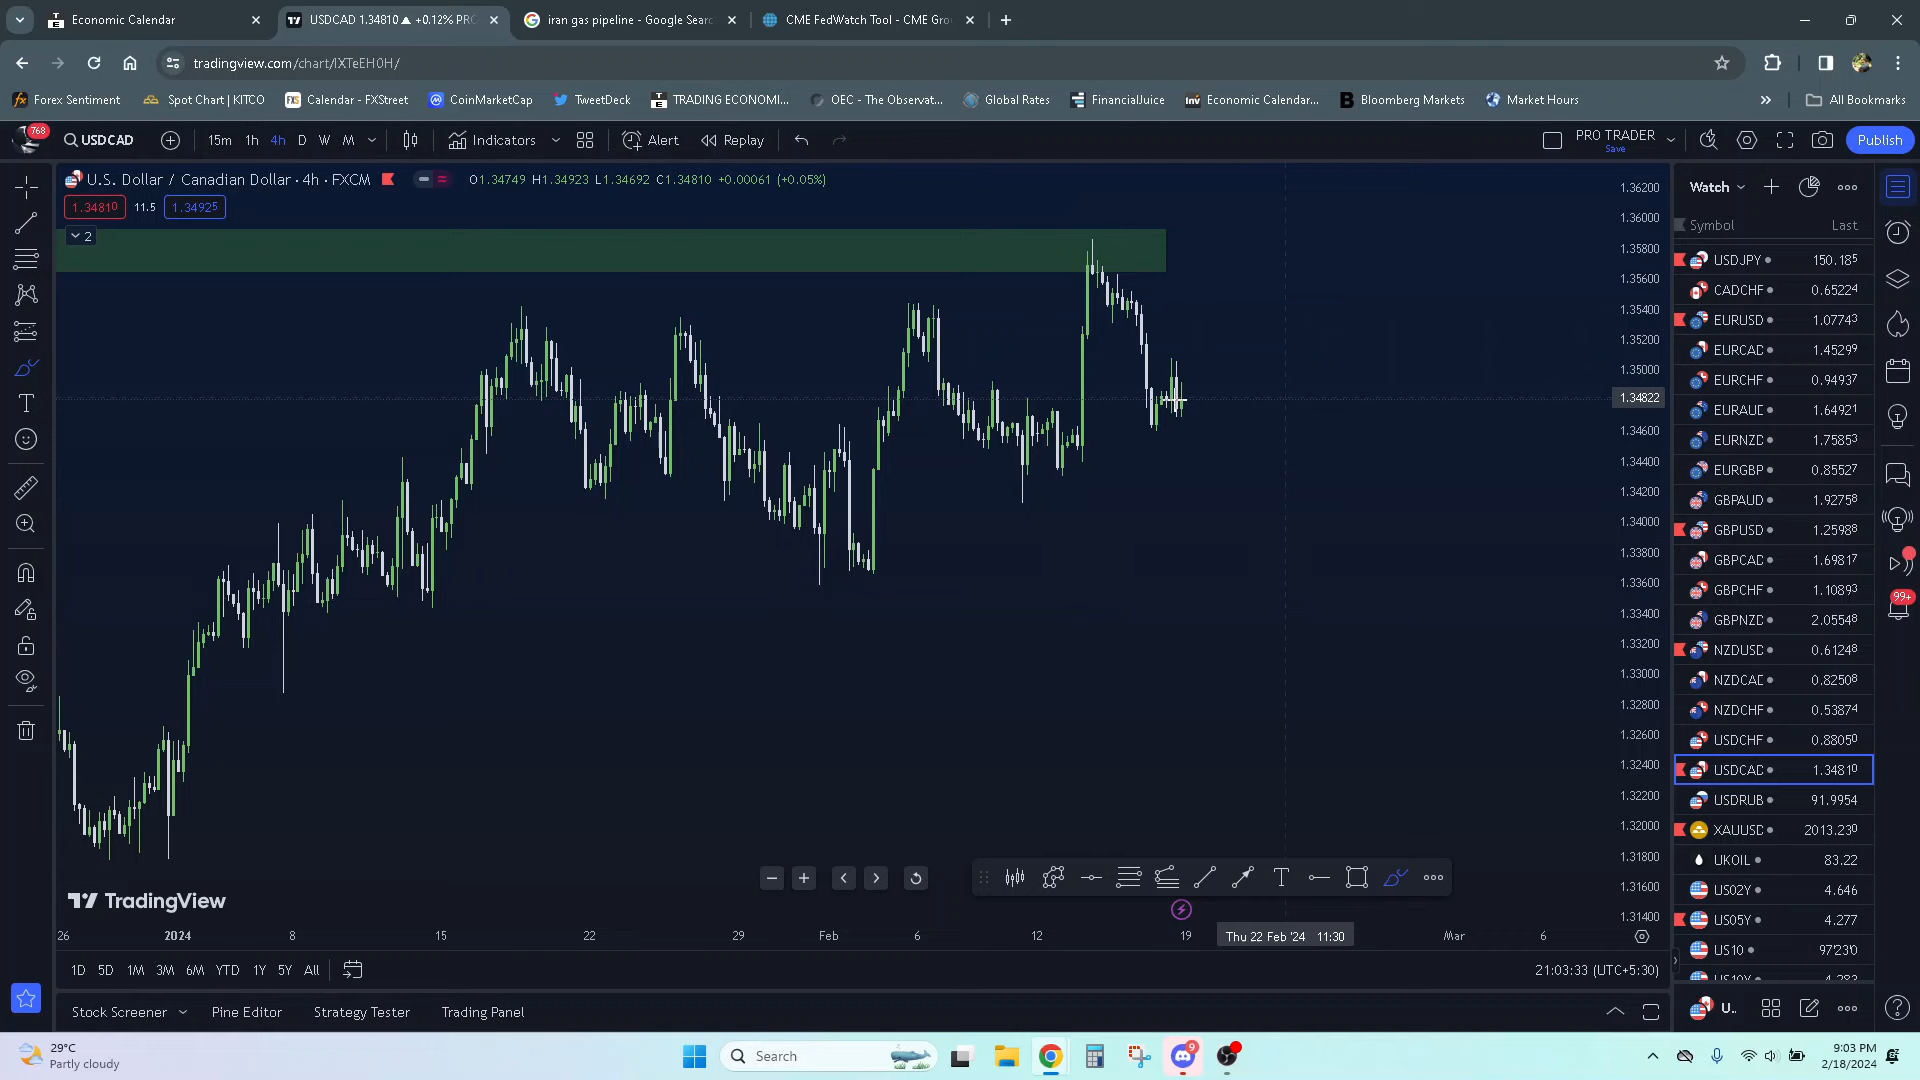 Economic Calendar
USDCAD 1.34810 ▲ +0.12% PRO
iran gas pipeline - Google Searc
CME FedWatch Tool - CME Gro
tradingview.com/chart/IXTeEH0H/
Forex Sentiment
Spot Chart | KITCO
Calendar - FXStreet
CoinMarketCap
TweetDeck
TRADING ECONOMI...
OEC - The Observat...
Global Rates
FinancialJuice
Economic Calendar...
Bloomberg Markets
Market Hours
All Bookmarks
768
USDCAD
15m 1h 4h D W M
Indicators
Alert
Replay
PRO TRADER
Save
Publish
U.S. Dollar / Canadian Dollar · 4h · FXCM
O1.34749 H1.34923 L1.34692 C1.34810 +0.00061 (+0.05%)
1.34810 11.5 1.34925
2
1.36200
1.36000
1.35800
1.35600
1.35400
1.35200
1.35000
1.34822
1.34600
1.34400
1.34200
1.34000
1.33800
1.33600
1.33400
1.33200
1.33000
1.32800
1.32600
1.32400
1.32200
1.32000
1.31800
1.31600
1.31400
Watch
Symbol Last
USDJPY 150.185
CADCHF 0.65224
EURUSD 1.07743
EURCAD 1.45299
EURCHF 0.94937
EURAUD 1.64921
EURNZD 1.75853
EURGBP 0.85527
GBPAUD 1.92758
GBPUSD 1.25988
GBPCAD 1.69817
GBPCHF 1.10893
GBPNZD 2.05548
NZDUSD 0.61248
NZDCAD 0.82508
NZDCHF 0.53874
USDCHF 0.88050
USDCAD 1.34810
USDRUB 91.9954
XAUUSD 2013.230
UKOIL 83.22
US02Y 4.646
US05Y 4.277
US10 97'23'0
US10Y 4.283
99+
TradingView
26 2024 8 15 22 29 Feb 6 12 19 Thu 22 Feb '24 11:30 Mar 6
1D 5D 1M 3M 6M YTD 1Y 5Y All
21:03:33 (UTC+5:30)
Stock Screener
Pine Editor
Strategy Tester
Trading Panel
U..
29°C
Partly cloudy
Search
9
9:03 PM
2/18/2024